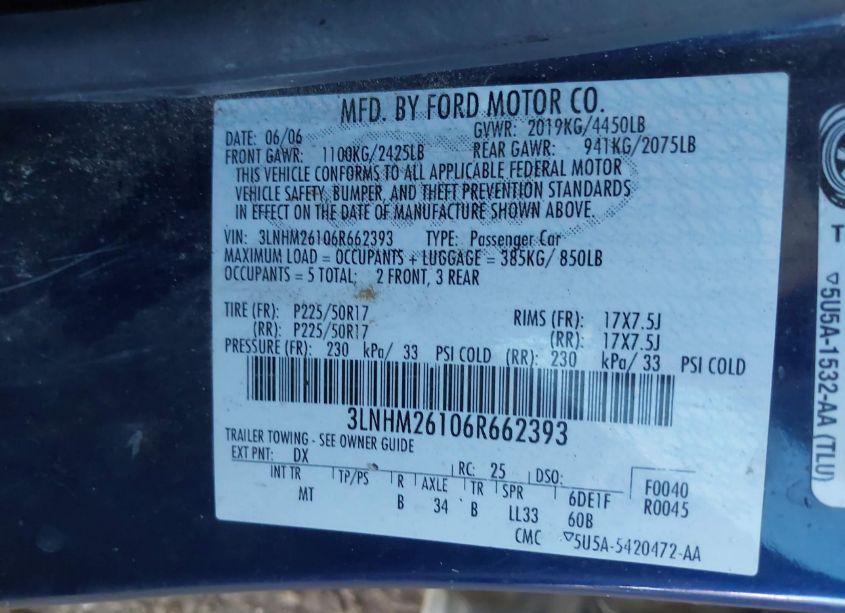 MFD. BY FORD MOTOR CO.
DATE: 06/06 GVWR: 2019KG/4450LB
FRONT GAWR: 1100KG/2425LB REAR GAWR: 941KG/2075LB
THIS VEHICLE CONFORMS TO ALL APPLICABLE FEDERAL MOTOR
VEHICLE SAFETY, BUMPER, AND THEFT PREVENTION STANDARDS
IN EFFECT ON THE DATE OF MANUFACTURE SHOWN ABOVE.
VIN: 3LNHM26106R662393 TYPE: Passenger Car
MAXIMUM LOAD = OCCUPANTS + LUGGAGE = 385KG/ 850LB
OCCUPANTS = 5 TOTAL: 2 FRONT, 3 REAR
TIRE (FR): P225/50R17 RIMS (FR): 17X7.5J
(RR): P225/50R17 (RR): 17X7.5J
PRESSURE (FR): 230 kPa/ 33 PSI COLD (RR): 230 kPa/ 33 PSI COLD
3LNHM26106R662393
TRAILER TOWING - SEE OWNER GUIDE
EXT PNT: DX RC: 25 DSO: F0040
INT TR TP/PS R AXLE TR SPR 6DE1F R0045
MT B 34 B LL33 60B
CMC ▽5U5A-5420472-AA
T ▽5U5A-1532-AA (TLU)